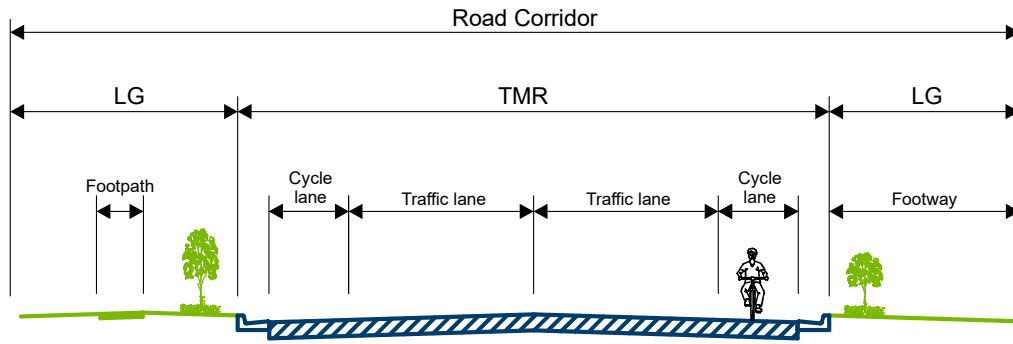 Road Corridor
LG
TMR
LG
Footpath
Cycle
lane
Traffic lane
Traffic lane
Cycle
lane
Footway